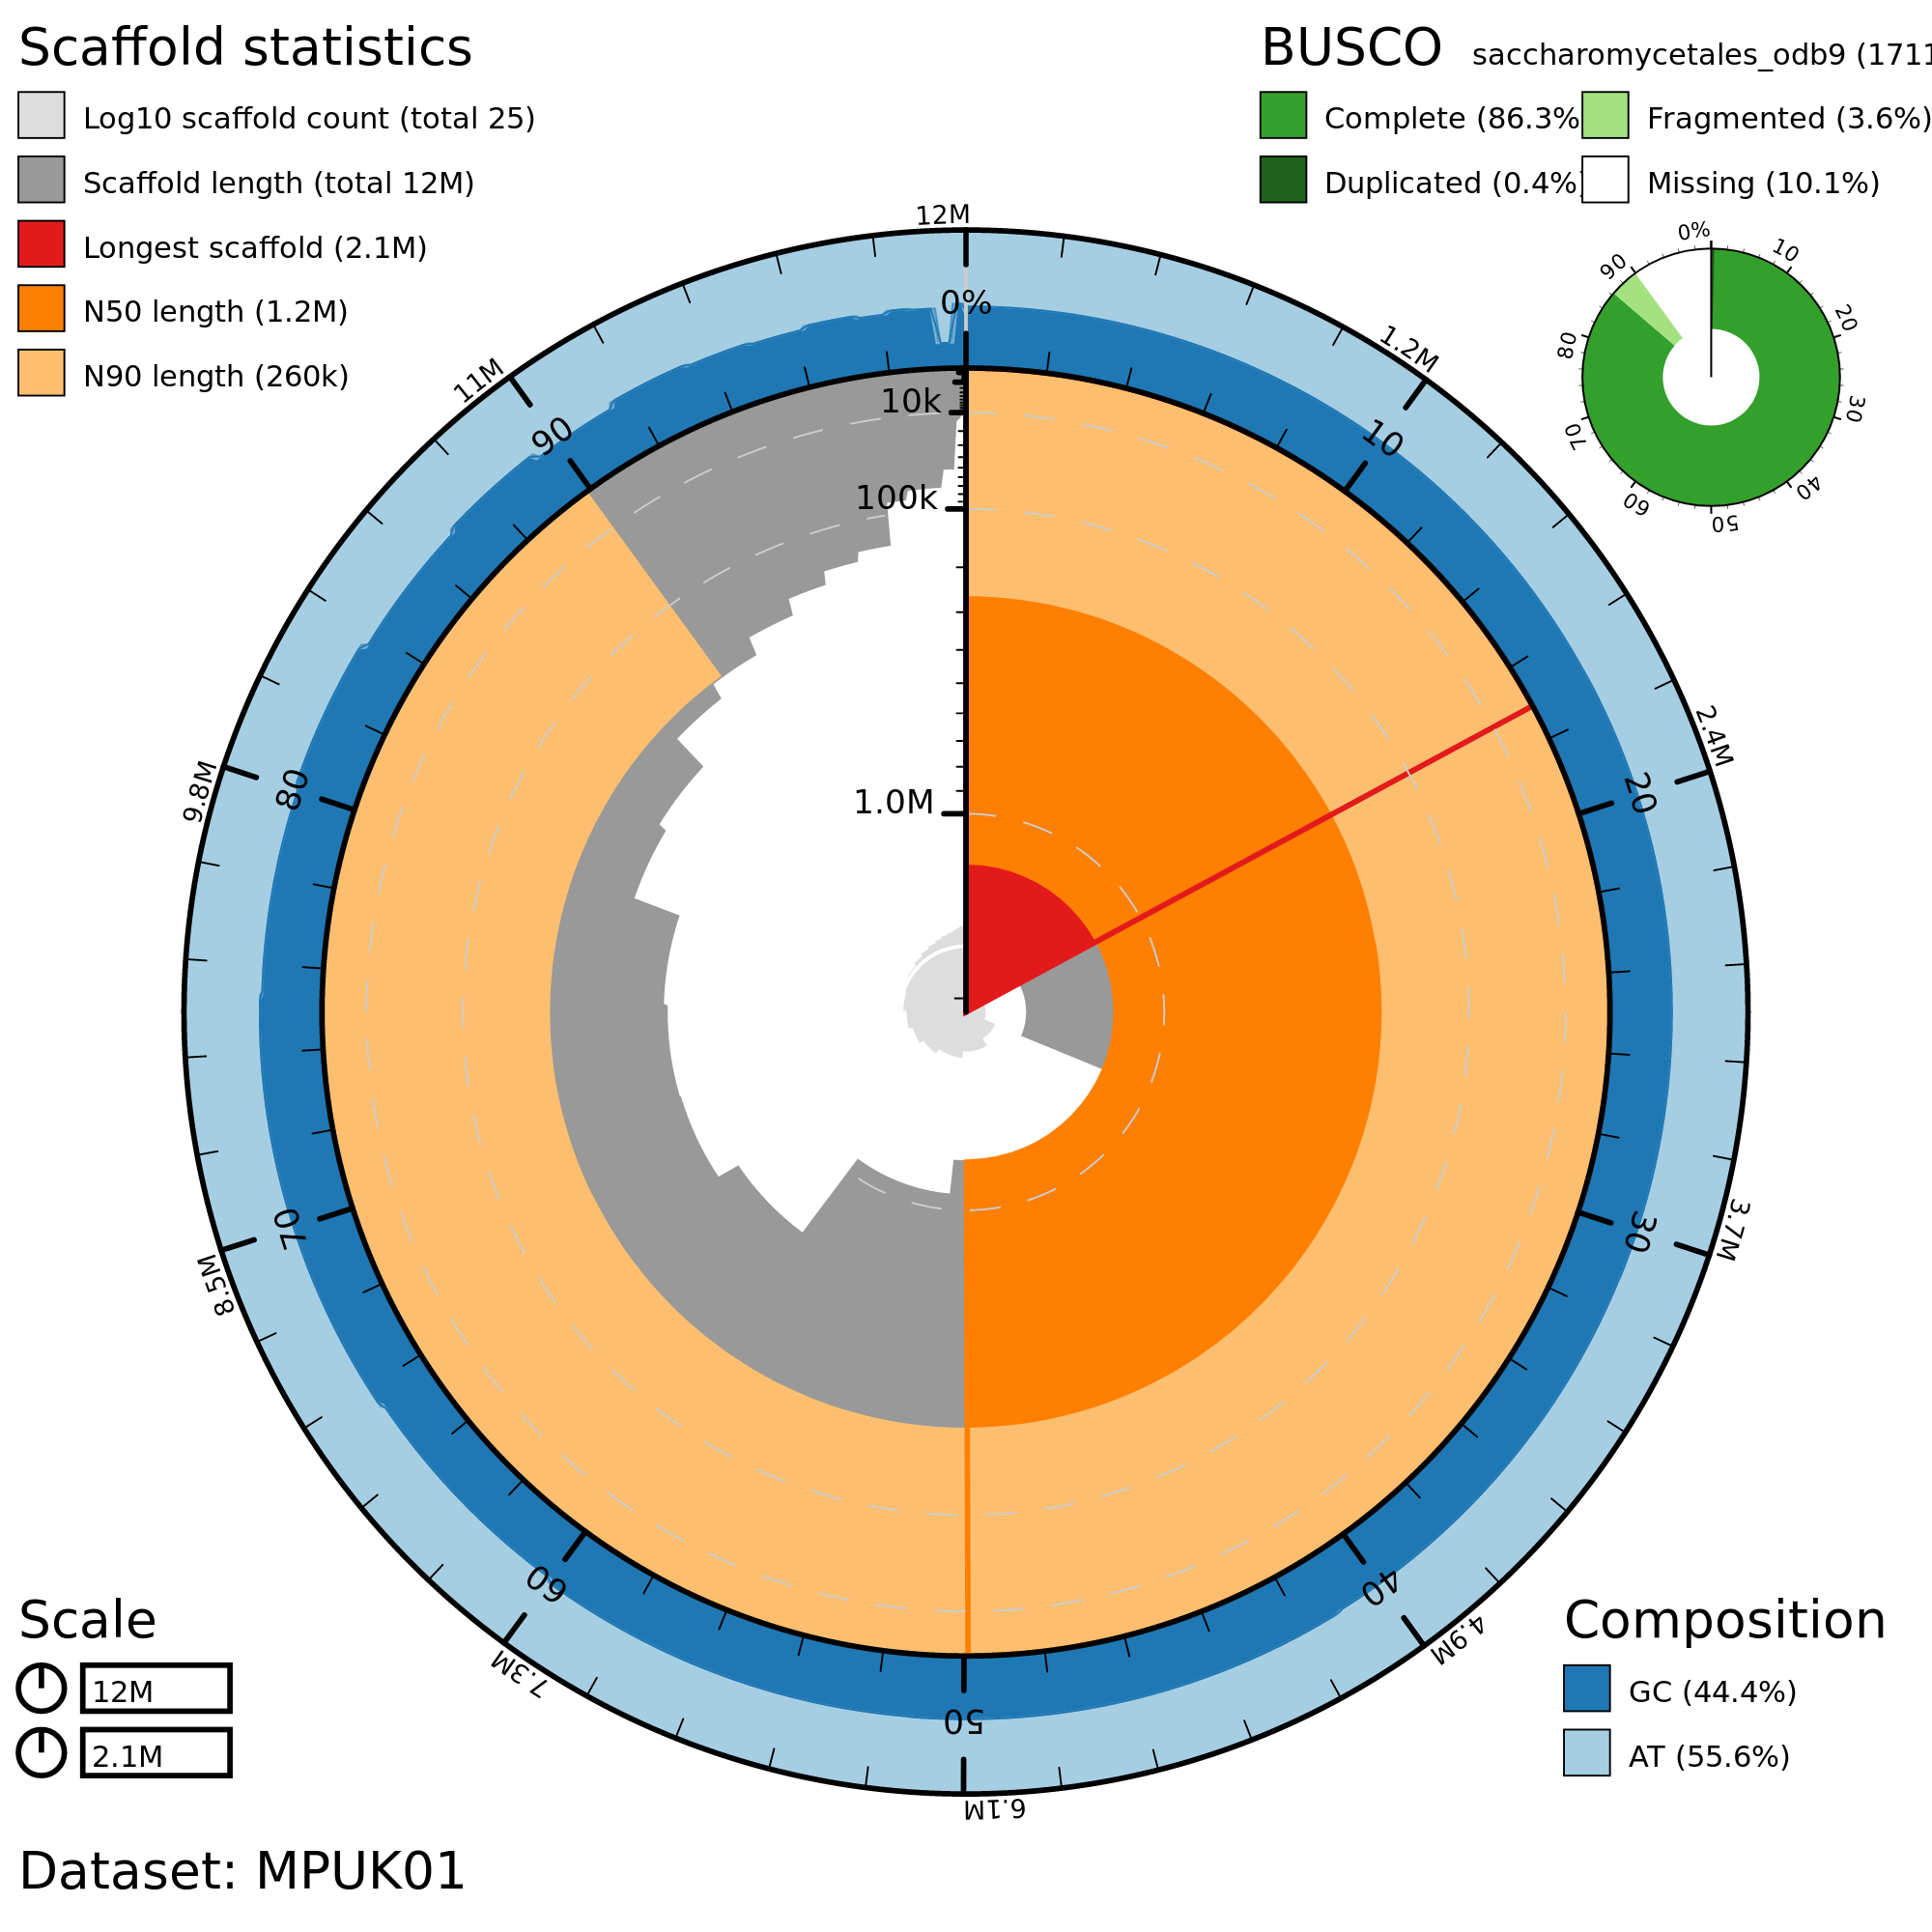 Scaffold statistics
Log10 scaffold count (total 25)
Scaffold length (total 12M)
Longest scaffold (2.1M)
N50 length (1.2M)
N90 length (260k)
BUSCO saccharomycetales_odb9 (1711
Complete (86.3%
Fragmented (3.6%)
Duplicated (0.4%)
Missing (10.1%)
0%
10
20
30
40
50
60
70
80
90
12M
1.2M
2.4M
3.7M
4.9M
6.1M
7.3M
8.5M
9.8M
11M
0%
10
20
30
40
50
60
70
80
90
10k
100k
1.0M
Scale
12M
2.1M
Composition
GC (44.4%)
AT (55.6%)
Dataset: MPUK01